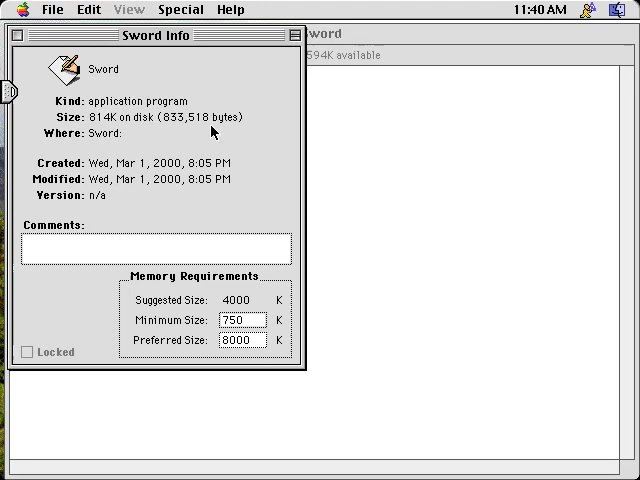 File Edit View Special Help 11:40 AM
Sword
594K available
Sword Info
Sword
Kind: application program
Size: 814K on disk (833,518 bytes)
Where: Sword:
Created: Wed, Mar 1, 2000, 8:05 PM
Modified: Wed, Mar 1, 2000, 8:05 PM
Version: n/a
Comments:
Memory Requirements
Suggested Size: 4000 K
Minimum Size: 750 K
Preferred Size: 8000 K
Locked